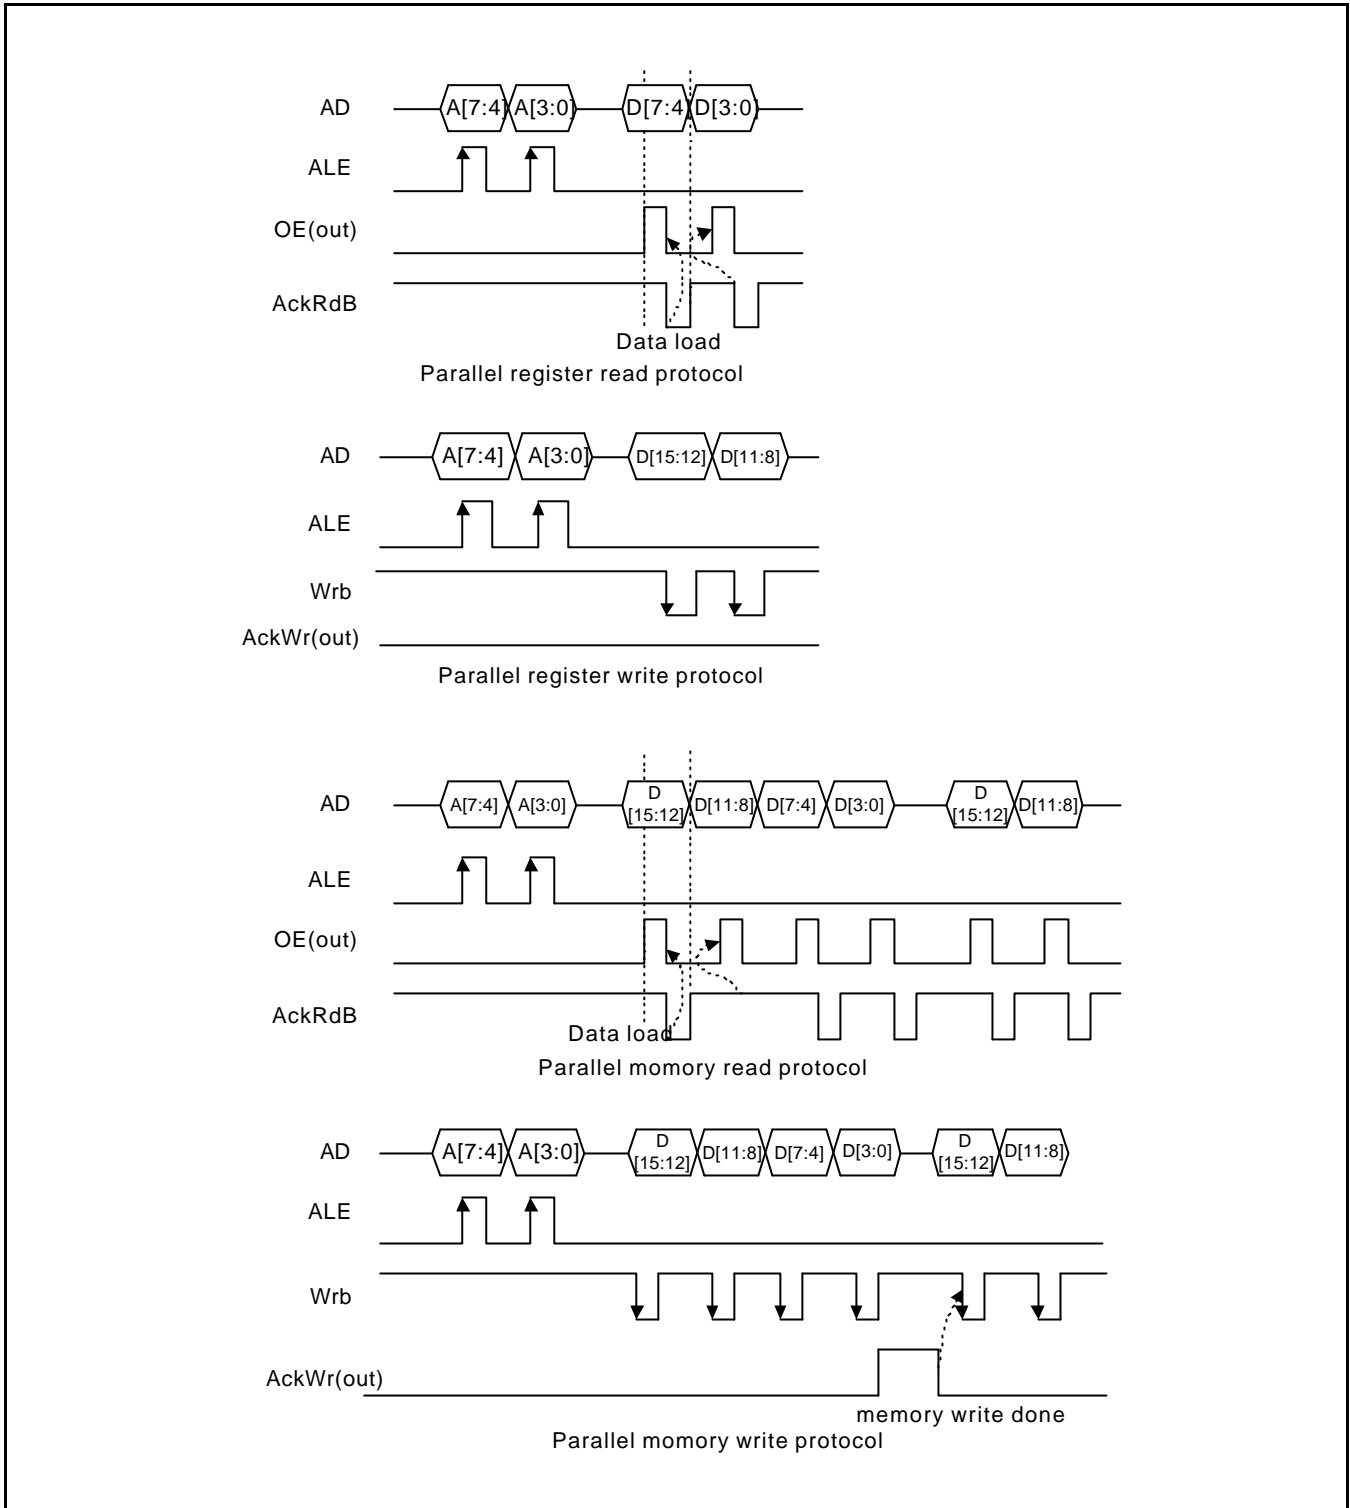 AD A[7:4] A[3:0] D[7:4 D[3:0]
ALE
OE(out)
AckRdB
Data load
Parallel register read protocol
AD A[7:4] A[3:0] D[15:12] D[11:8]
ALE
Wrb
AckWr(out)
Parallel register write protocol
AD A[7:4] A[3:0] D [15:12] D[11:8] D[7:4] D[3:0] D [15:12] D[11:8]
ALE
OE(out)
AckRdB
Data load
Parallel momory read protocol
AD A[7:4] A[3:0] D [15:12] D[11:8] D[7:4] D[3:0] D [15:12] D[11:8]
ALE
Wrb
AckWr(out)
memory write done
Parallel momory write protocol